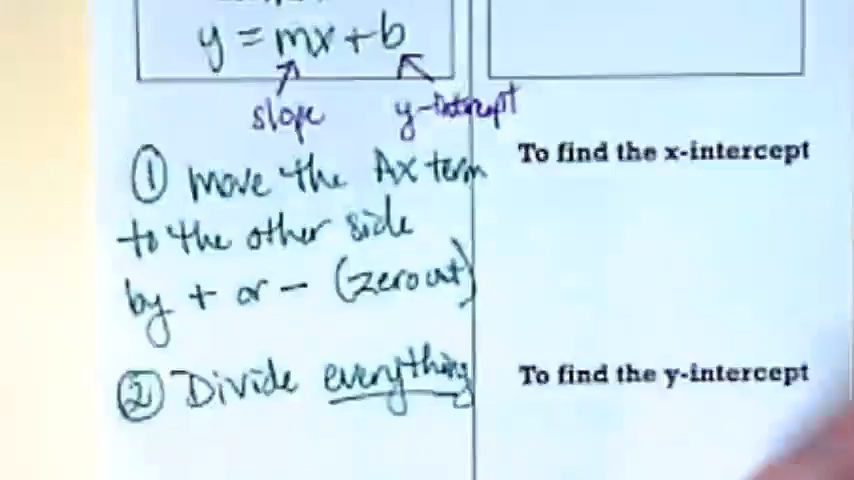 y = mx + b
slope
y-intercept
① move the Ax term
to the other side
by + or - (zero out)
② Divide everything
To find the x-intercept
To find the y-intercept